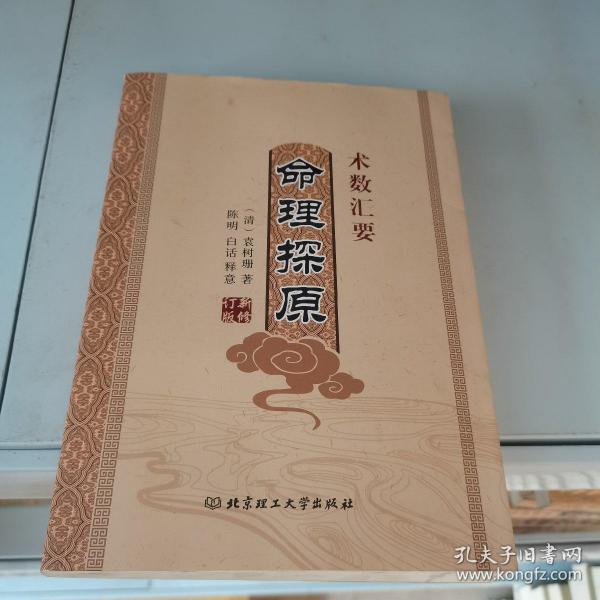 术数汇要
命理探原
（清）袁树珊 著
陈明 白话释意
新修
订版
北京理工大学出版社
孔夫子旧书网
www.kongfz.com